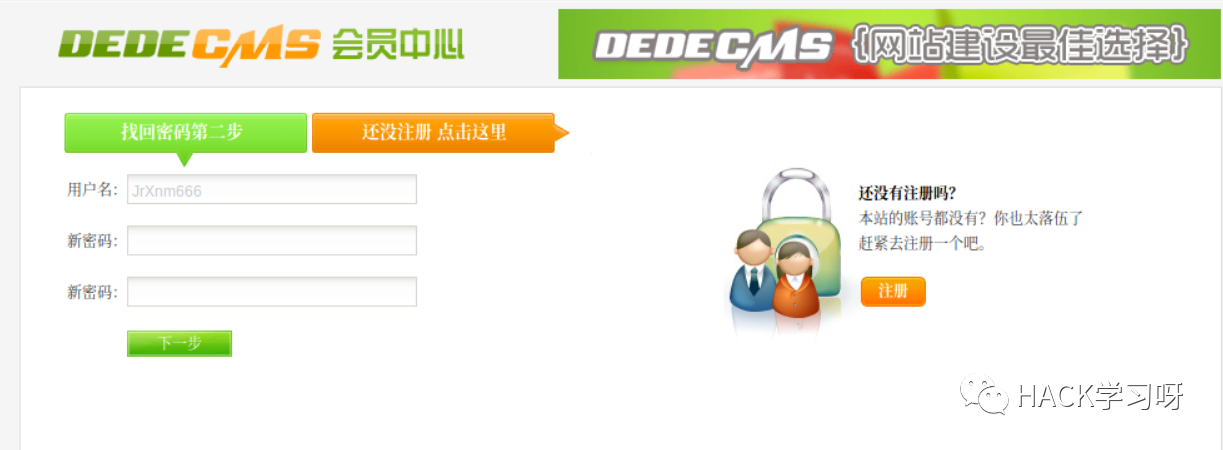 DEDECMS 会员中心
DEDECMS {网站建设最佳选择}
找回密码第二步
还没注册 点击这里
用户名：
JrXnm666
新密码：
新密码：
下一步
还没有注册吗？
本站的账号都没有？你也太落伍了
赶紧去注册一个吧。
注册
HACK学习呀